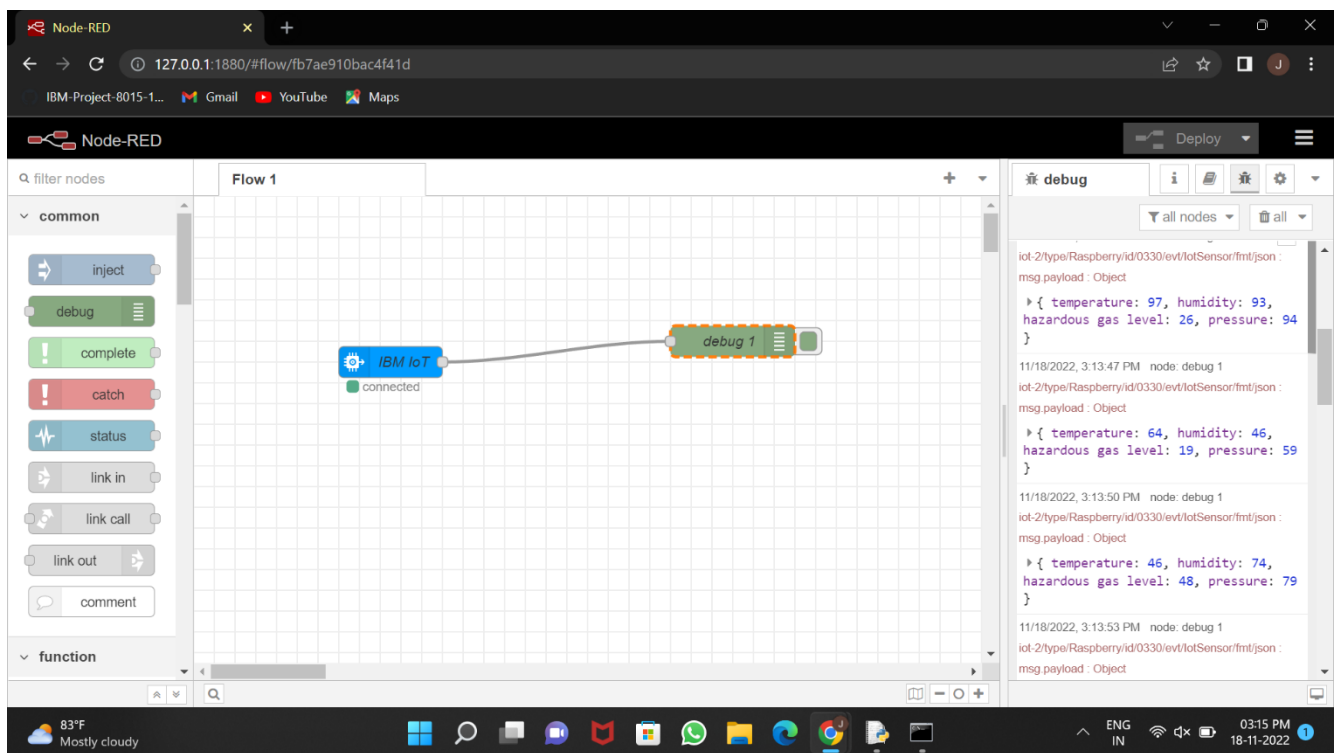 Node-RED
127.0.0.1:1880/#flow/fb7ae910bac4f41d
J
IBM-Project-8015-1...
Gmail
YouTube
Maps
Node-RED
Deploy
filter nodes
Flow 1
debug
i
common
all nodes
all
inject
debug
complete
catch
status
link in
link call
link out
comment
function
IBM IoT
connected
debug 1
iot-2/type/Raspberry/id/0330/evt/IotSensor/fmt/json :
msg.payload : Object
{ temperature: 97, humidity: 93,
hazardous gas level: 26, pressure: 94
}
11/18/2022, 3:13:47 PM node: debug 1
iot-2/type/Raspberry/id/0330/evt/IotSensor/fmt/json :
msg.payload : Object
{ temperature: 64, humidity: 46,
hazardous gas level: 19, pressure: 59
}
11/18/2022, 3:13:50 PM node: debug 1
iot-2/type/Raspberry/id/0330/evt/IotSensor/fmt/json :
msg.payload : Object
{ temperature: 46, humidity: 74,
hazardous gas level: 48, pressure: 79
}
11/18/2022, 3:13:53 PM node: debug 1
iot-2/type/Raspberry/id/0330/evt/IotSensor/fmt/json :
msg.payload : Object
83°F
Mostly cloudy
ENG
IN
03:15 PM
18-11-2022
1